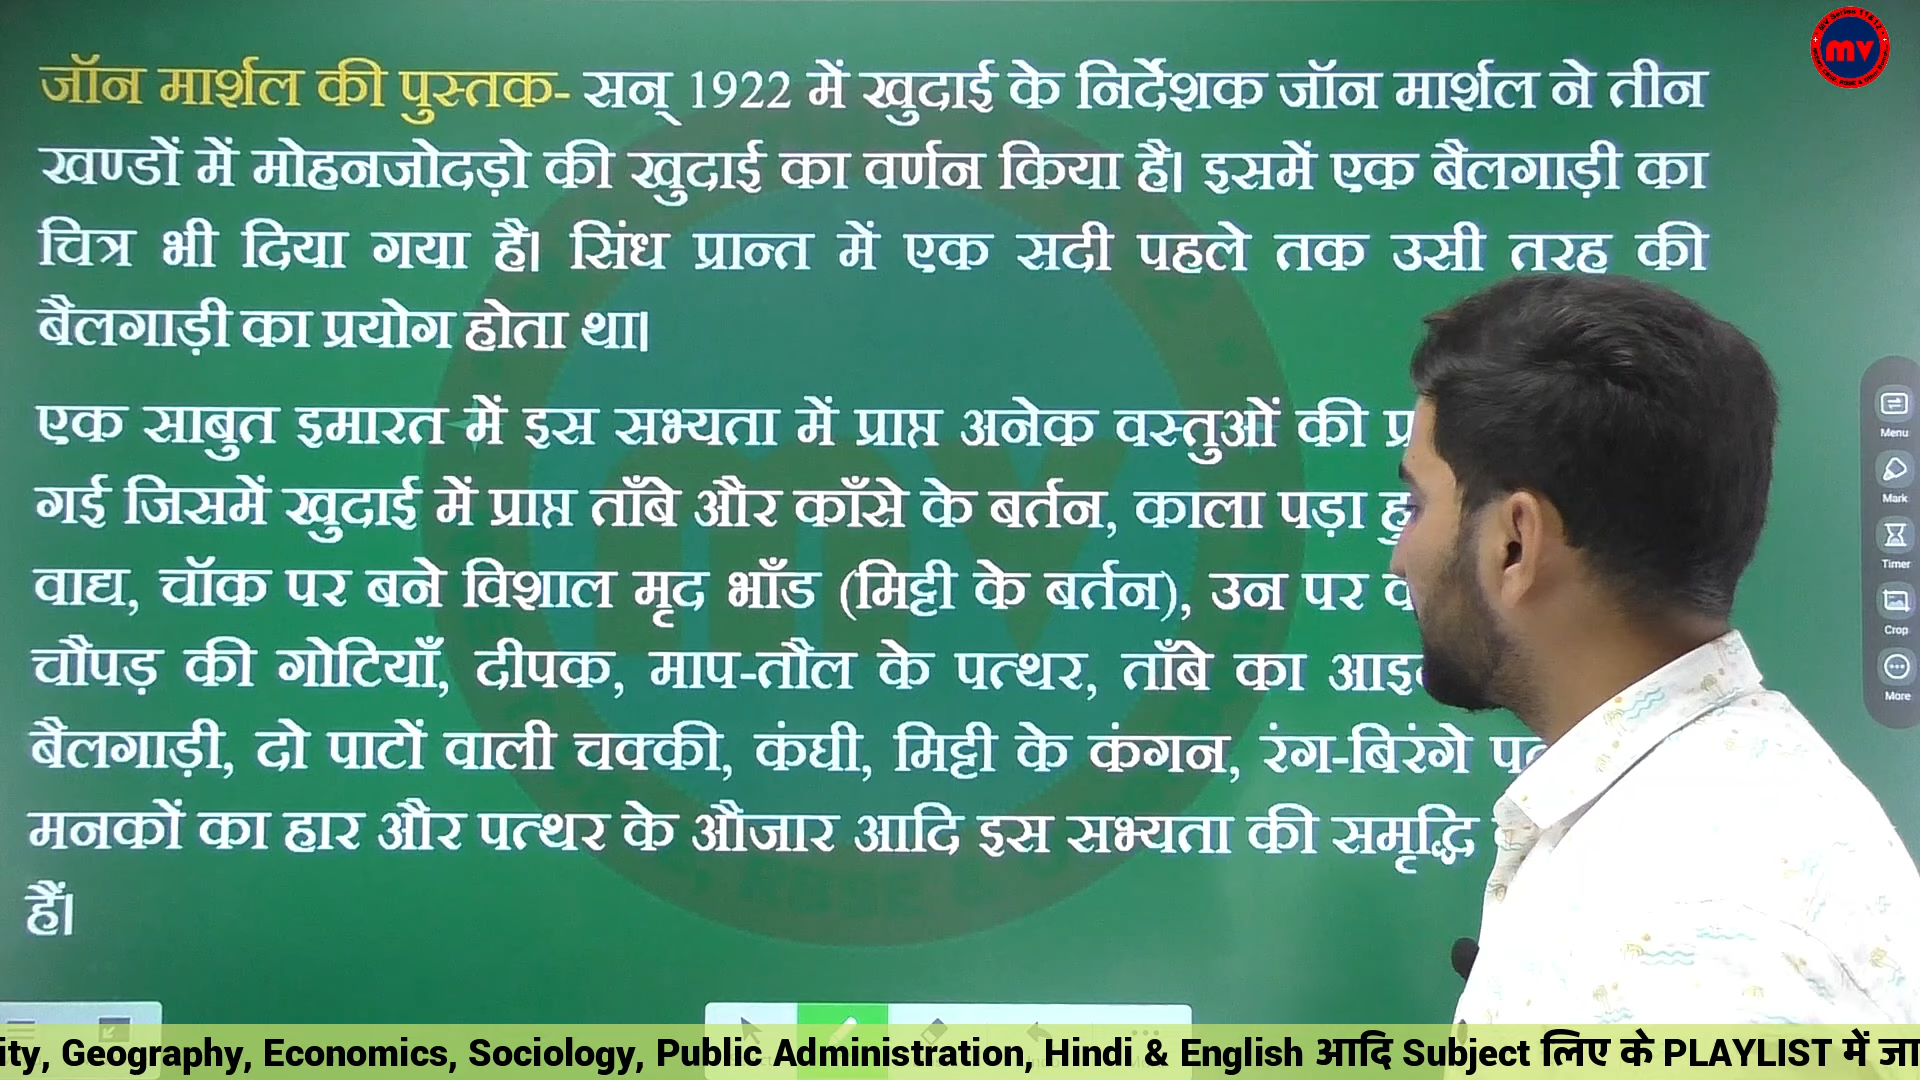 जॉन मार्शल की पुस्तक- सन् 1922 में खुदाई के निर्देशक जॉन मार्शल ने तीन
खण्डों में मोहनजोदड़ो की खुदाई का वर्णन किया है। इसमें एक बैलगाड़ी का
चित्र भी दिया गया है। सिंध प्रान्त में एक सदी पहले तक उसी तरह की
बैलगाड़ी का प्रयोग होता था।
एक साबुत इमारत में इस सभ्यता में प्राप्त अनेक वस्तुओं की
गई जिसमें खुदाई में प्राप्त ताँबे और काँसे के बर्तन, काला पड़ा
वाद्य, चॉक पर बने विशाल मृद भाँड (मिट्टी के बर्तन), उन पर
चौपड़ की गोटियाँ, दीपक, माप-तौल के पत्थर, ताँबे का
बैलगाड़ी, दो पाटों वाली चक्की, कंघी, मिट्टी के कंगन, रंग-बिरंगे
मनकों का हार और पत्थर के औजार आदि इस सभ्यता की समृद्धि
हैं।
mv
Menu
Mark
Timer
Crop
More
ity, Geography, Economics, Sociology, Public Administration, Hindi & English आदि Subject लिए के PLAYLIST में जा